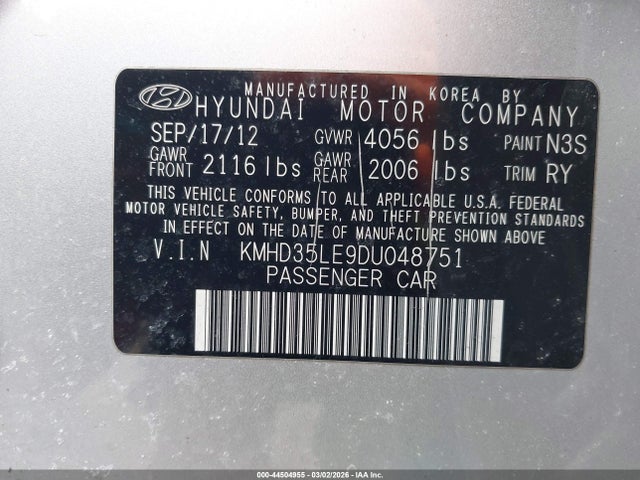 MANUFACTURED IN KOREA BY
HYUNDAI MOTOR COMPANY
SEP/17/12 GVWR 4056 lbs PAINT N3S
GAWR FRONT 2116 lbs GAWR REAR 2006 lbs TRIM RY
THIS VEHICLE CONFORMS TO ALL APPLICABLE U.S.A. FEDERAL
MOTOR VEHICLE SAFETY, BUMPER, AND THEFT PREVENTION STANDARDS
IN EFFECT ON THE DATE OF MANUFACTURE SHOWN ABOVE.
V.I.N KMHD35LE9DU048751
PASSENGER CAR
000-44504955 | 03/02/2026 | Copart, Inc.